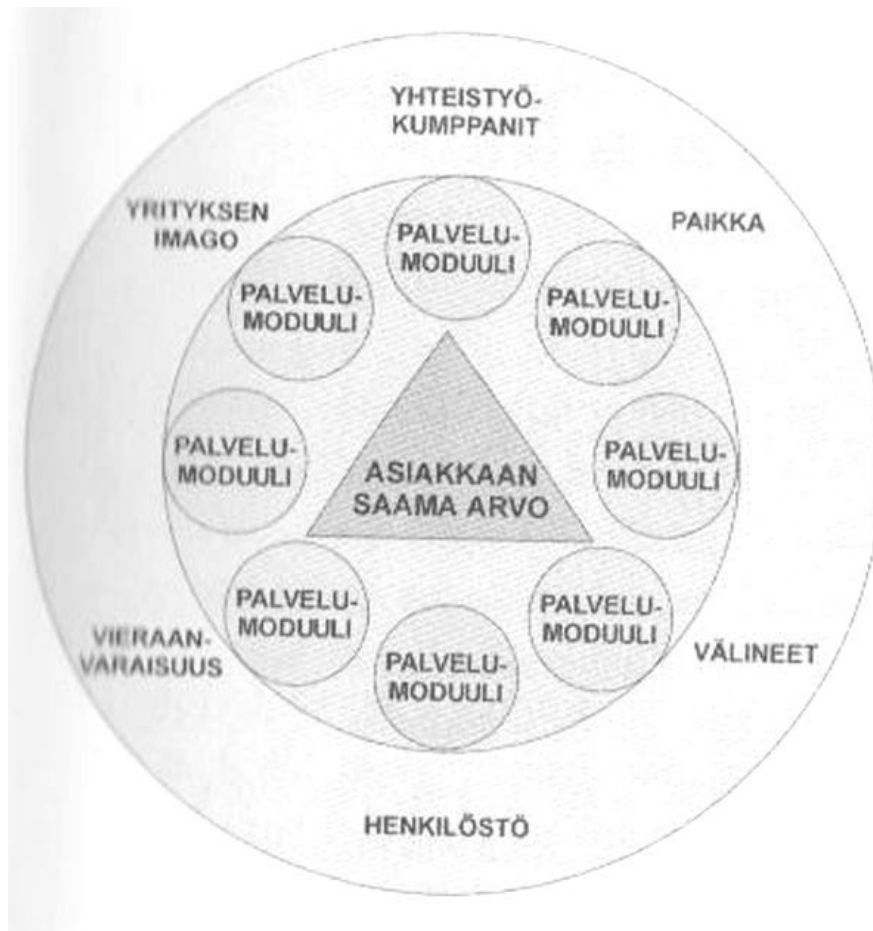 YHTEISTYÖ-
KUMPPANIT
YRITYKSEN
IMAGO
PAIKKA
PALVELU-
MODUULI
PALVELU-
MODUULI
PALVELU-
MODUULI
PALVELU-
MODUULI
PALVELU-
MODUULI
ASIAKKAAN
SAAMA ARVO
PALVELU-
MODUULI
PALVELU-
MODUULI
PALVELU-
MODUULI
VIERAAN-
VARAISUUS
VÄLINEET
HENKILÖSTÖ